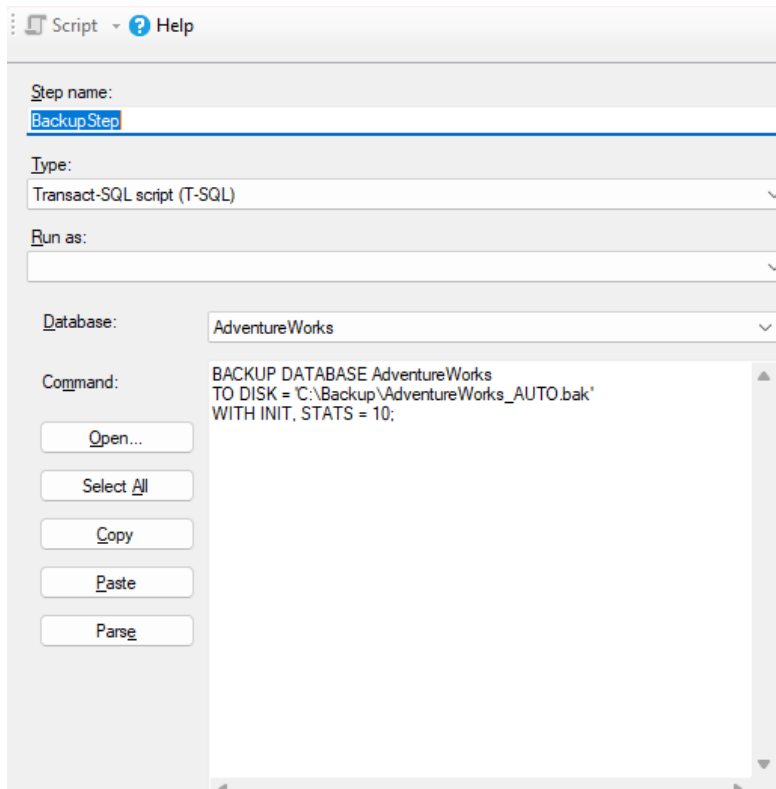 Script Help
Step name:
BackupStep
Type:
Transact-SQL script (T-SQL)
Run as:
Database:
AdventureWorks
Command:
BACKUP DATABASE AdventureWorks
TO DISK = 'C:\Backup\AdventureWorks_AUTO.bak'
WITH INIT, STATS = 10;
Open...
Select All
Copy
Paste
Parse